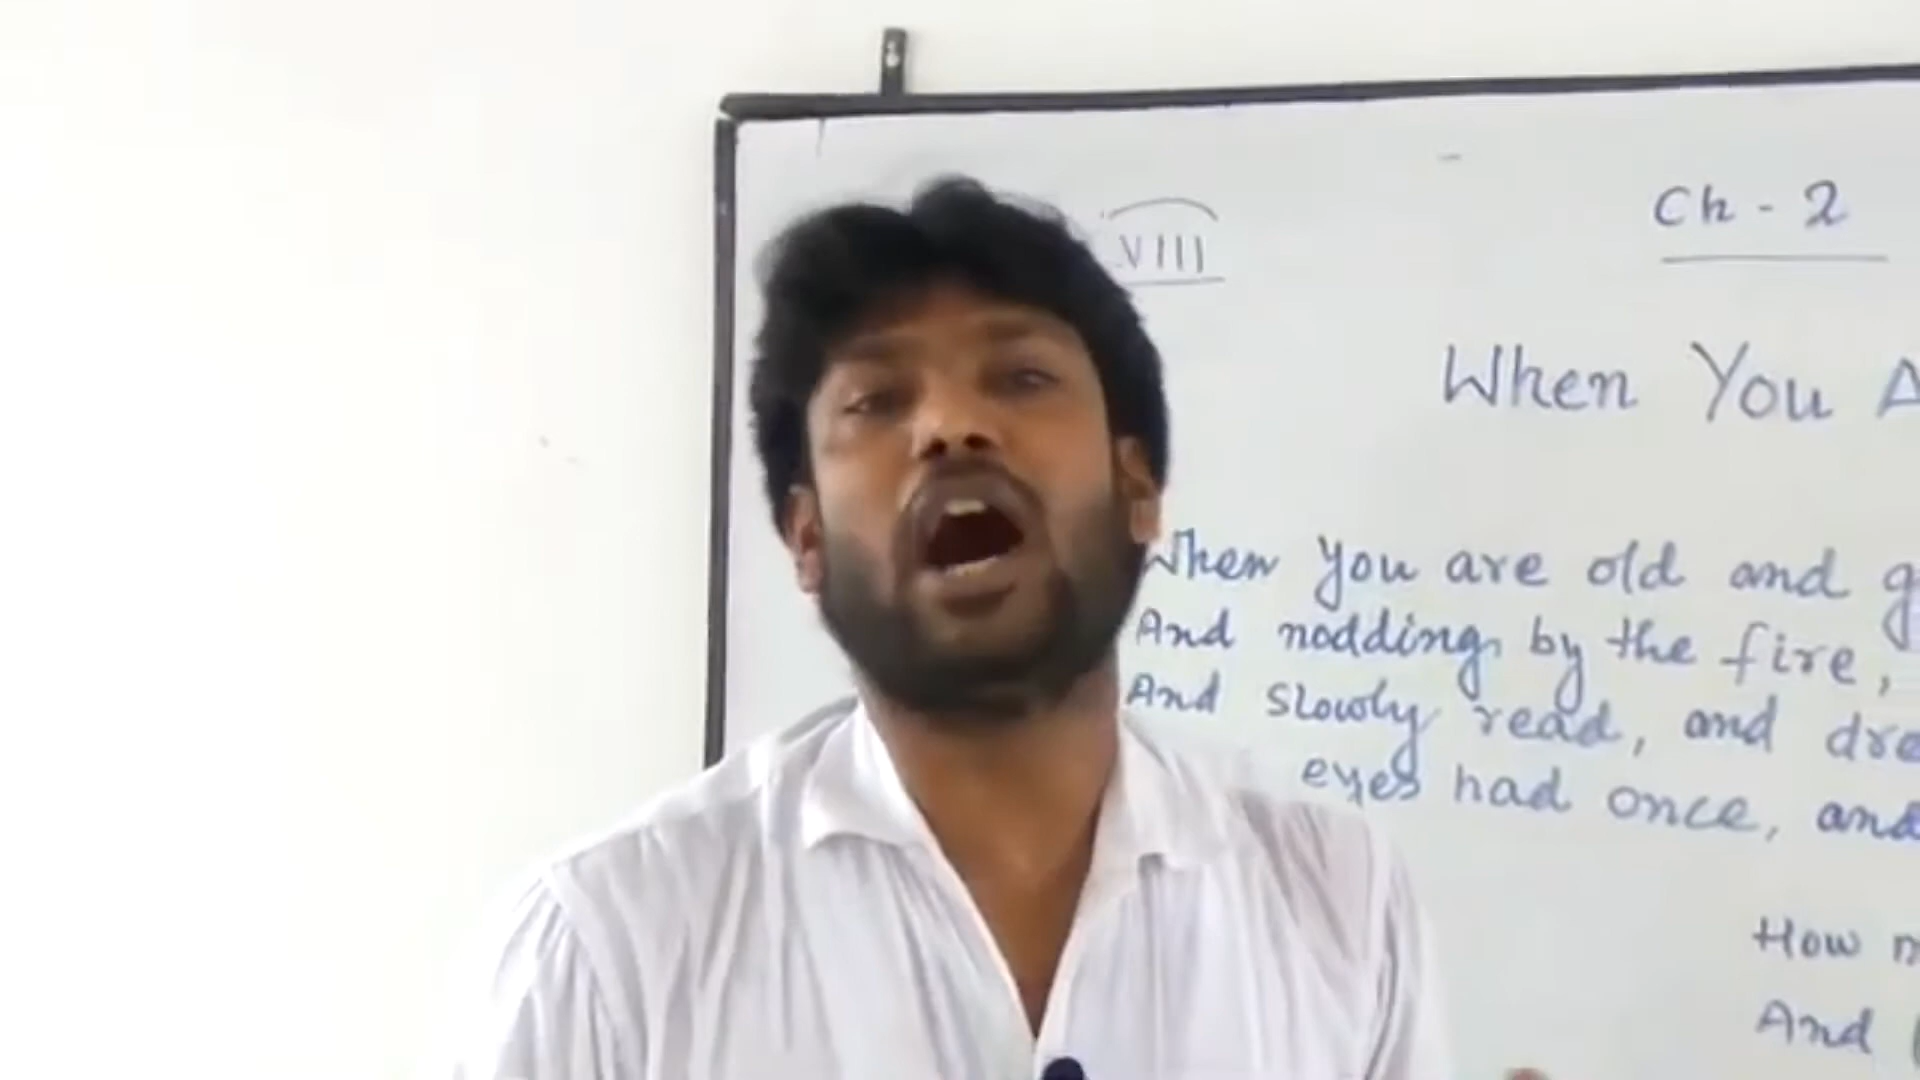 VIII
Ch - 2
When You A
When you are old and g
And nodding by the fire,
And slowly read, and dre
eyes had once, and
How m
And